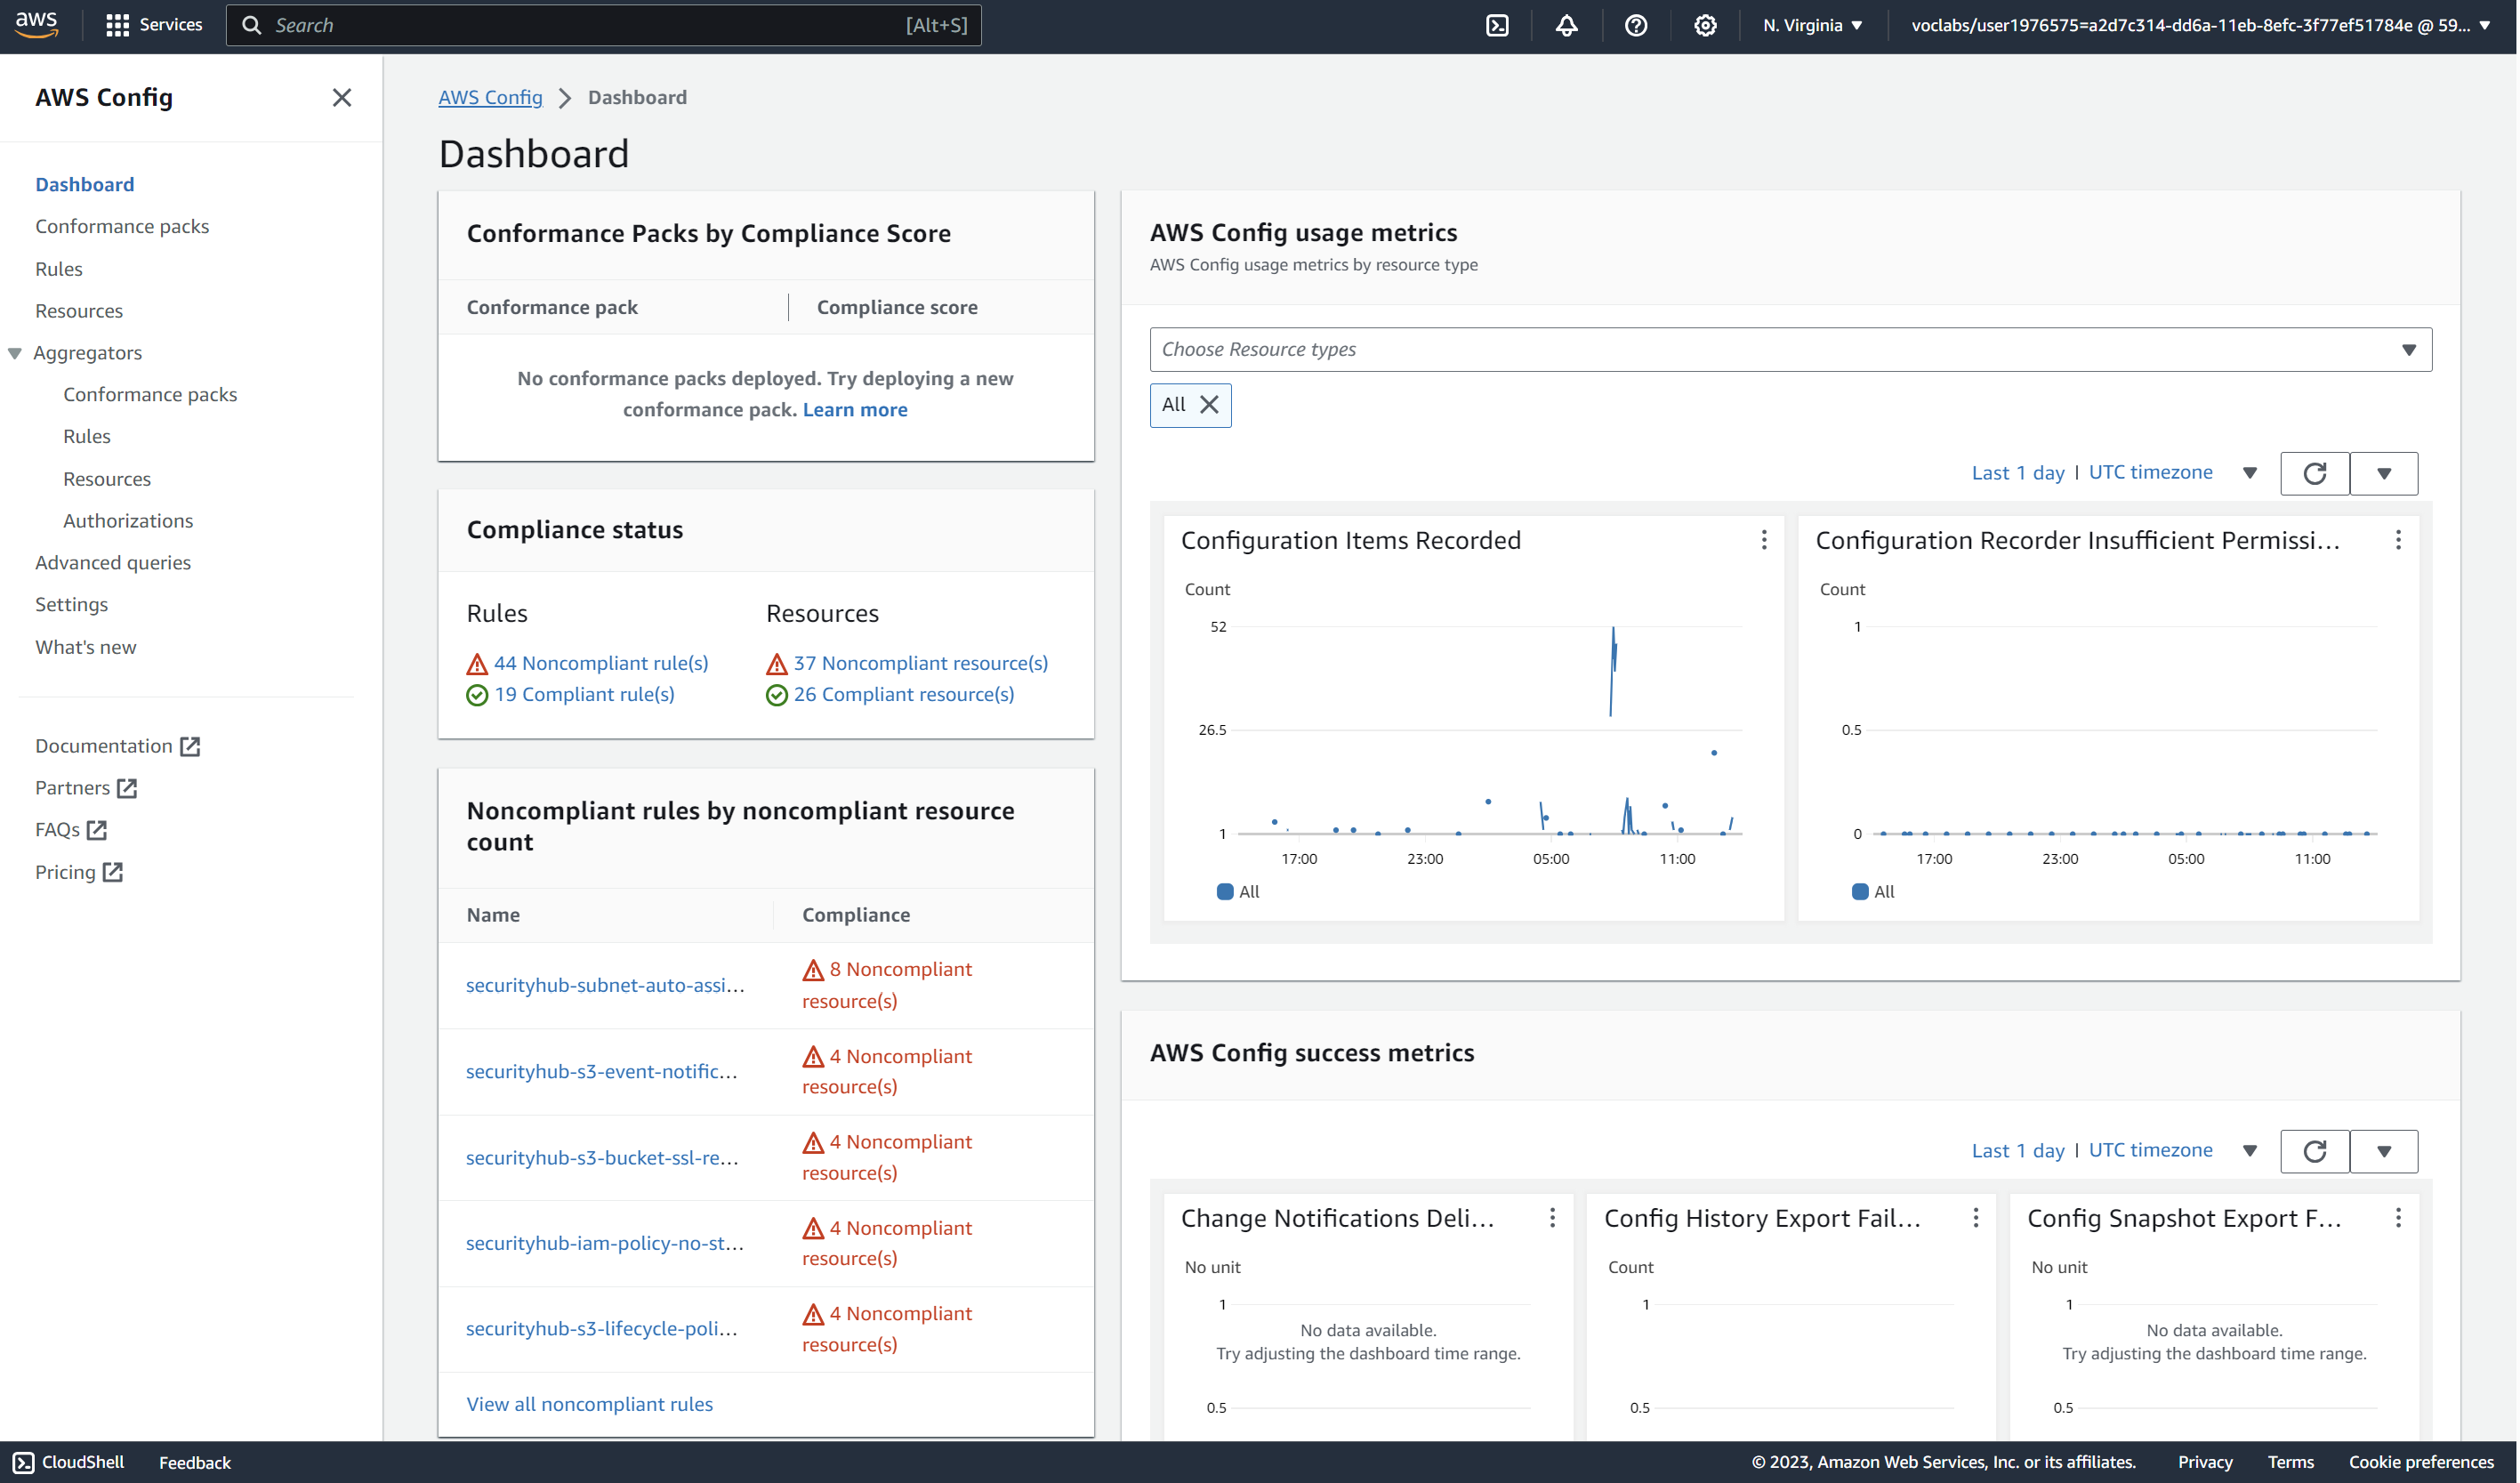 aws
Services
Search
[Alt+S]
N. Virginia
voclabs/user1976575=a2d7c314-dd6a-11eb-8efc-3f77ef51784e @ 59...
AWS Config
Dashboard
Conformance packs
Rules
Resources
Aggregators
Conformance packs
Rules
Resources
Authorizations
Advanced queries
Settings
What's new
Documentation
Partners
FAQs
Pricing
AWS Config
Dashboard
Dashboard
Conformance Packs by Compliance Score
Conformance pack
Compliance score
No conformance packs deployed. Try deploying a new
conformance pack. Learn more
Compliance status
Rules
Resources
44 Noncompliant rule(s)
37 Noncompliant resource(s)
19 Compliant rule(s)
26 Compliant resource(s)
Noncompliant rules by noncompliant resource
count
Name
Compliance
securityhub-subnet-auto-assi...
8 Noncompliant
resource(s)
securityhub-s3-event-notific...
4 Noncompliant
resource(s)
securityhub-s3-bucket-ssl-re...
4 Noncompliant
resource(s)
securityhub-iam-policy-no-st...
4 Noncompliant
resource(s)
securityhub-s3-lifecycle-poli...
4 Noncompliant
resource(s)
View all noncompliant rules
AWS Config usage metrics
AWS Config usage metrics by resource type
Choose Resource types
All
Last 1 day | UTC timezone
Configuration Items Recorded
Count
52
26.5
1
17:00
23:00
05:00
11:00
All
Configuration Recorder Insufficient Permissi...
Count
1
0.5
0
17:00
23:00
05:00
11:00
All
AWS Config success metrics
Last 1 day | UTC timezone
Change Notifications Deli...
No unit
1
No data available.
Try adjusting the dashboard time range.
0.5
Config History Export Fail...
Count
1
0.5
Config Snapshot Export F...
No unit
1
No data available.
Try adjusting the dashboard time range.
0.5
CloudShell
Feedback
© 2023, Amazon Web Services, Inc. or its affiliates.
Privacy
Terms
Cookie preferences